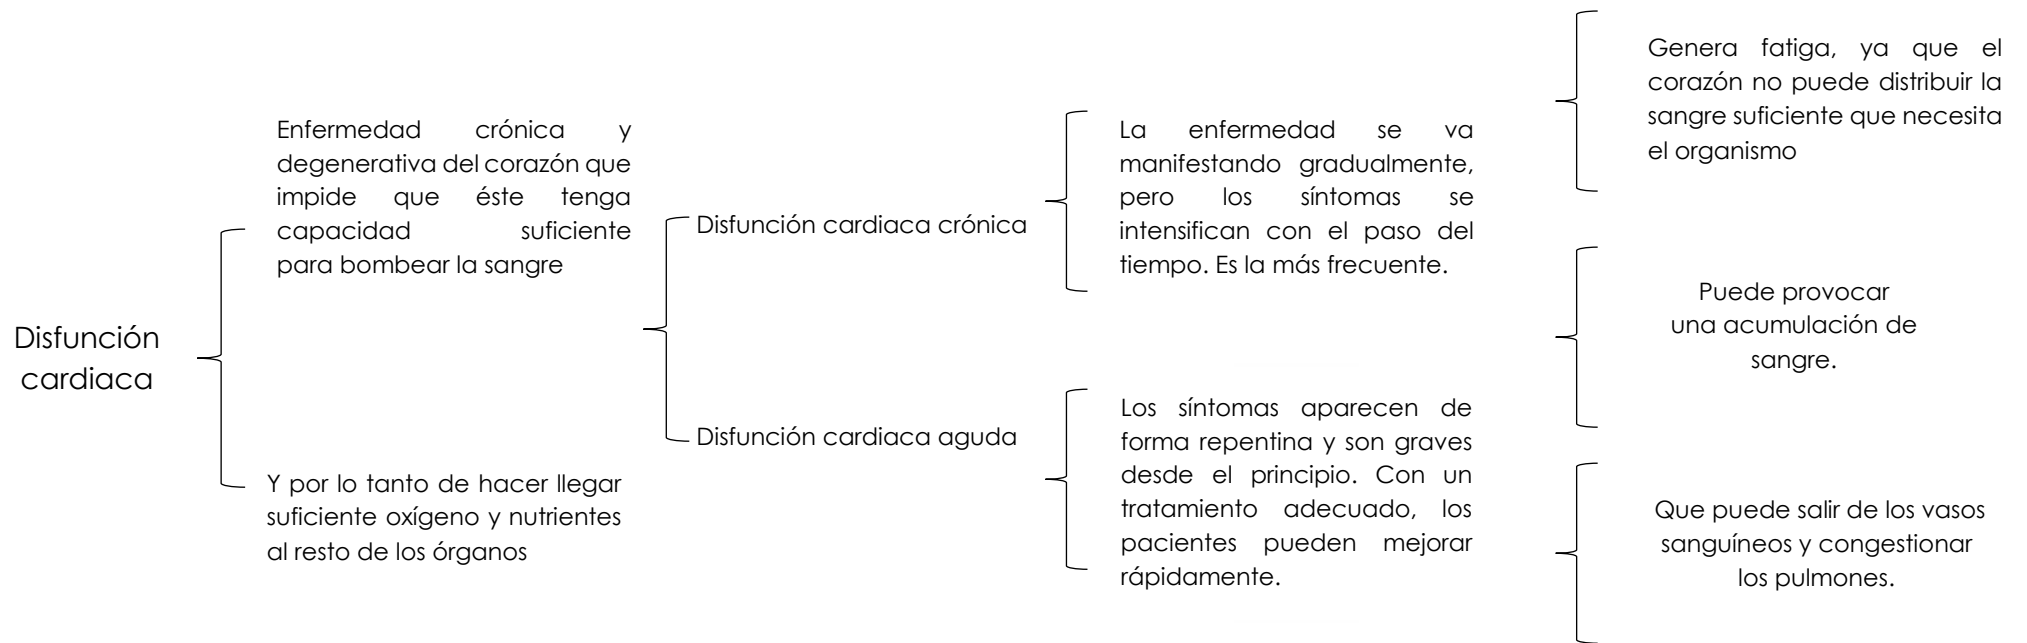 Disfunción
cardiaca
Enfermedad crónica y
degenerativa del corazón que
impide que éste tenga
capacidad suficiente
para bombear la sangre
Y por lo tanto de hacer llegar
suficiente oxígeno y nutrientes
al resto de los órganos
Disfunción cardiaca crónica
Disfunción cardiaca aguda
La enfermedad se va
manifestando gradualmente,
pero los síntomas se
intensifican con el paso del
tiempo. Es la más frecuente.
Los síntomas aparecen de
forma repentina y son graves
desde el principio. Con un
tratamiento adecuado, los
pacientes pueden mejorar
rápidamente.
Genera fatiga, ya que el
corazón no puede distribuir la
sangre suficiente que necesita
el organismo
Puede provocar
una acumulación de
sangre.
Que puede salir de los vasos
sanguíneos y congestionar
los pulmones.